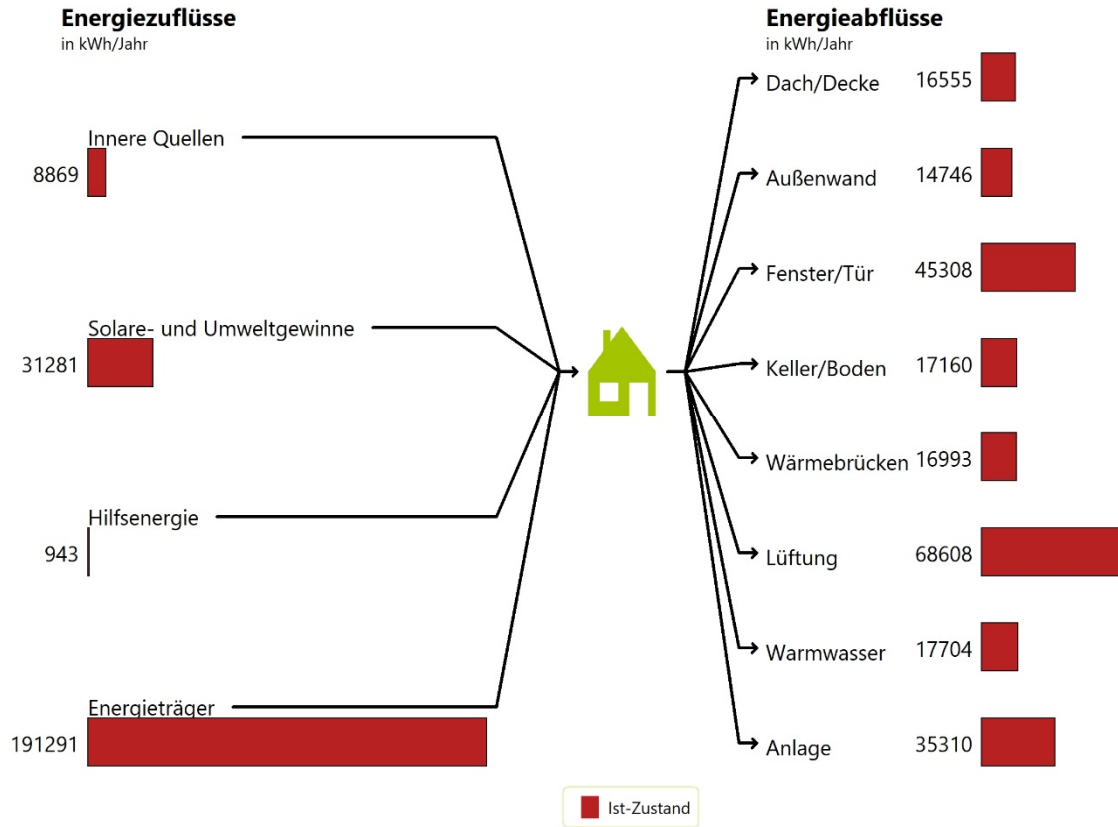 Energiezuflüsse
in kWh/Jahr
Innere Quellen
8869
Solare- und Umweltgewinne
31281
Hilfsenergie
943
Energieträger
191291
Energieabflüsse
in kWh/Jahr
Dach/Decke 16555
Außenwand 14746
Fenster/Tür 45308
Keller/Boden 17160
Wärmebrücken 16993
Lüftung 68608
Warmwasser 17704
Anlage 35310
Ist-Zustand